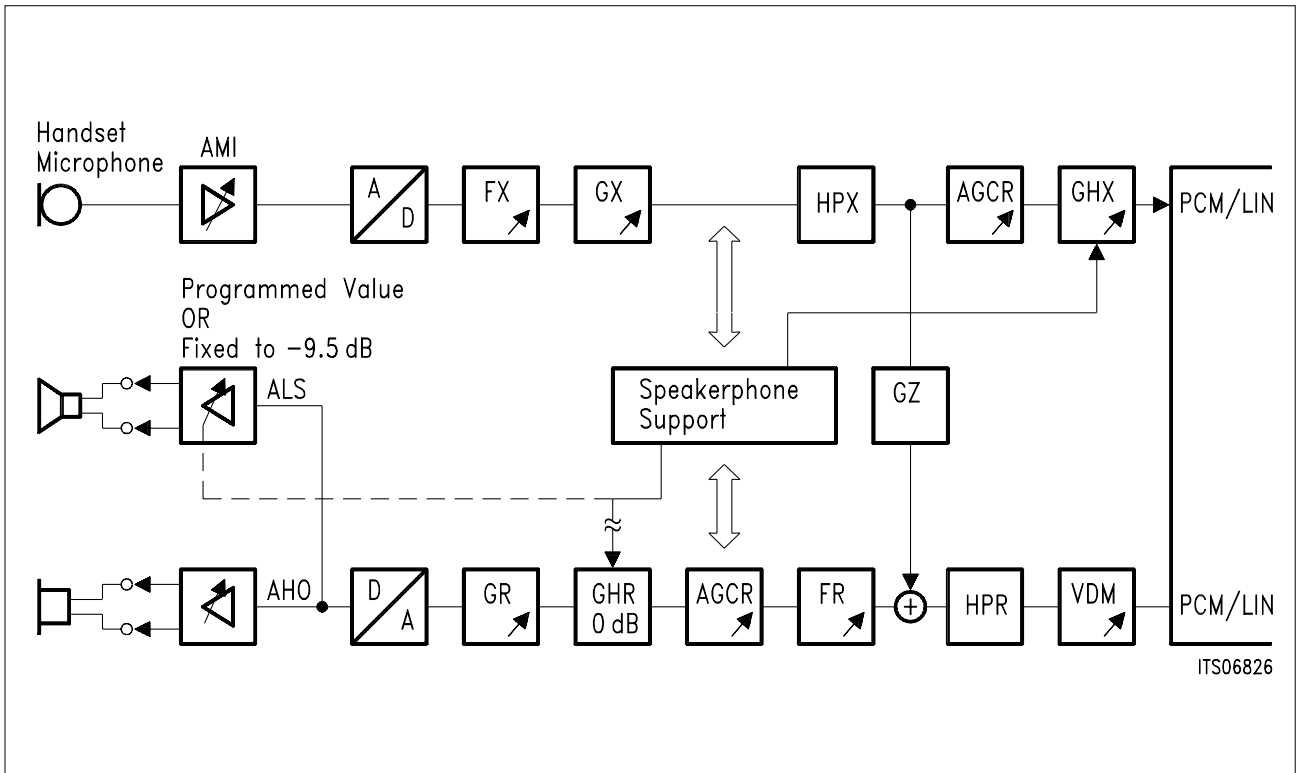 Handset
Microphone
AMI
A
D
FX
GX
HPX
AGCR
GHX
PCM/LIN
Programmed Value
OR
Fixed to -9.5 dB
ALS
Speakerphone
Support
GZ
AHO
D
A
GR
GHR
0 dB
AGCR
FR
+
HPR
VDM
PCM/LIN
ITS06826